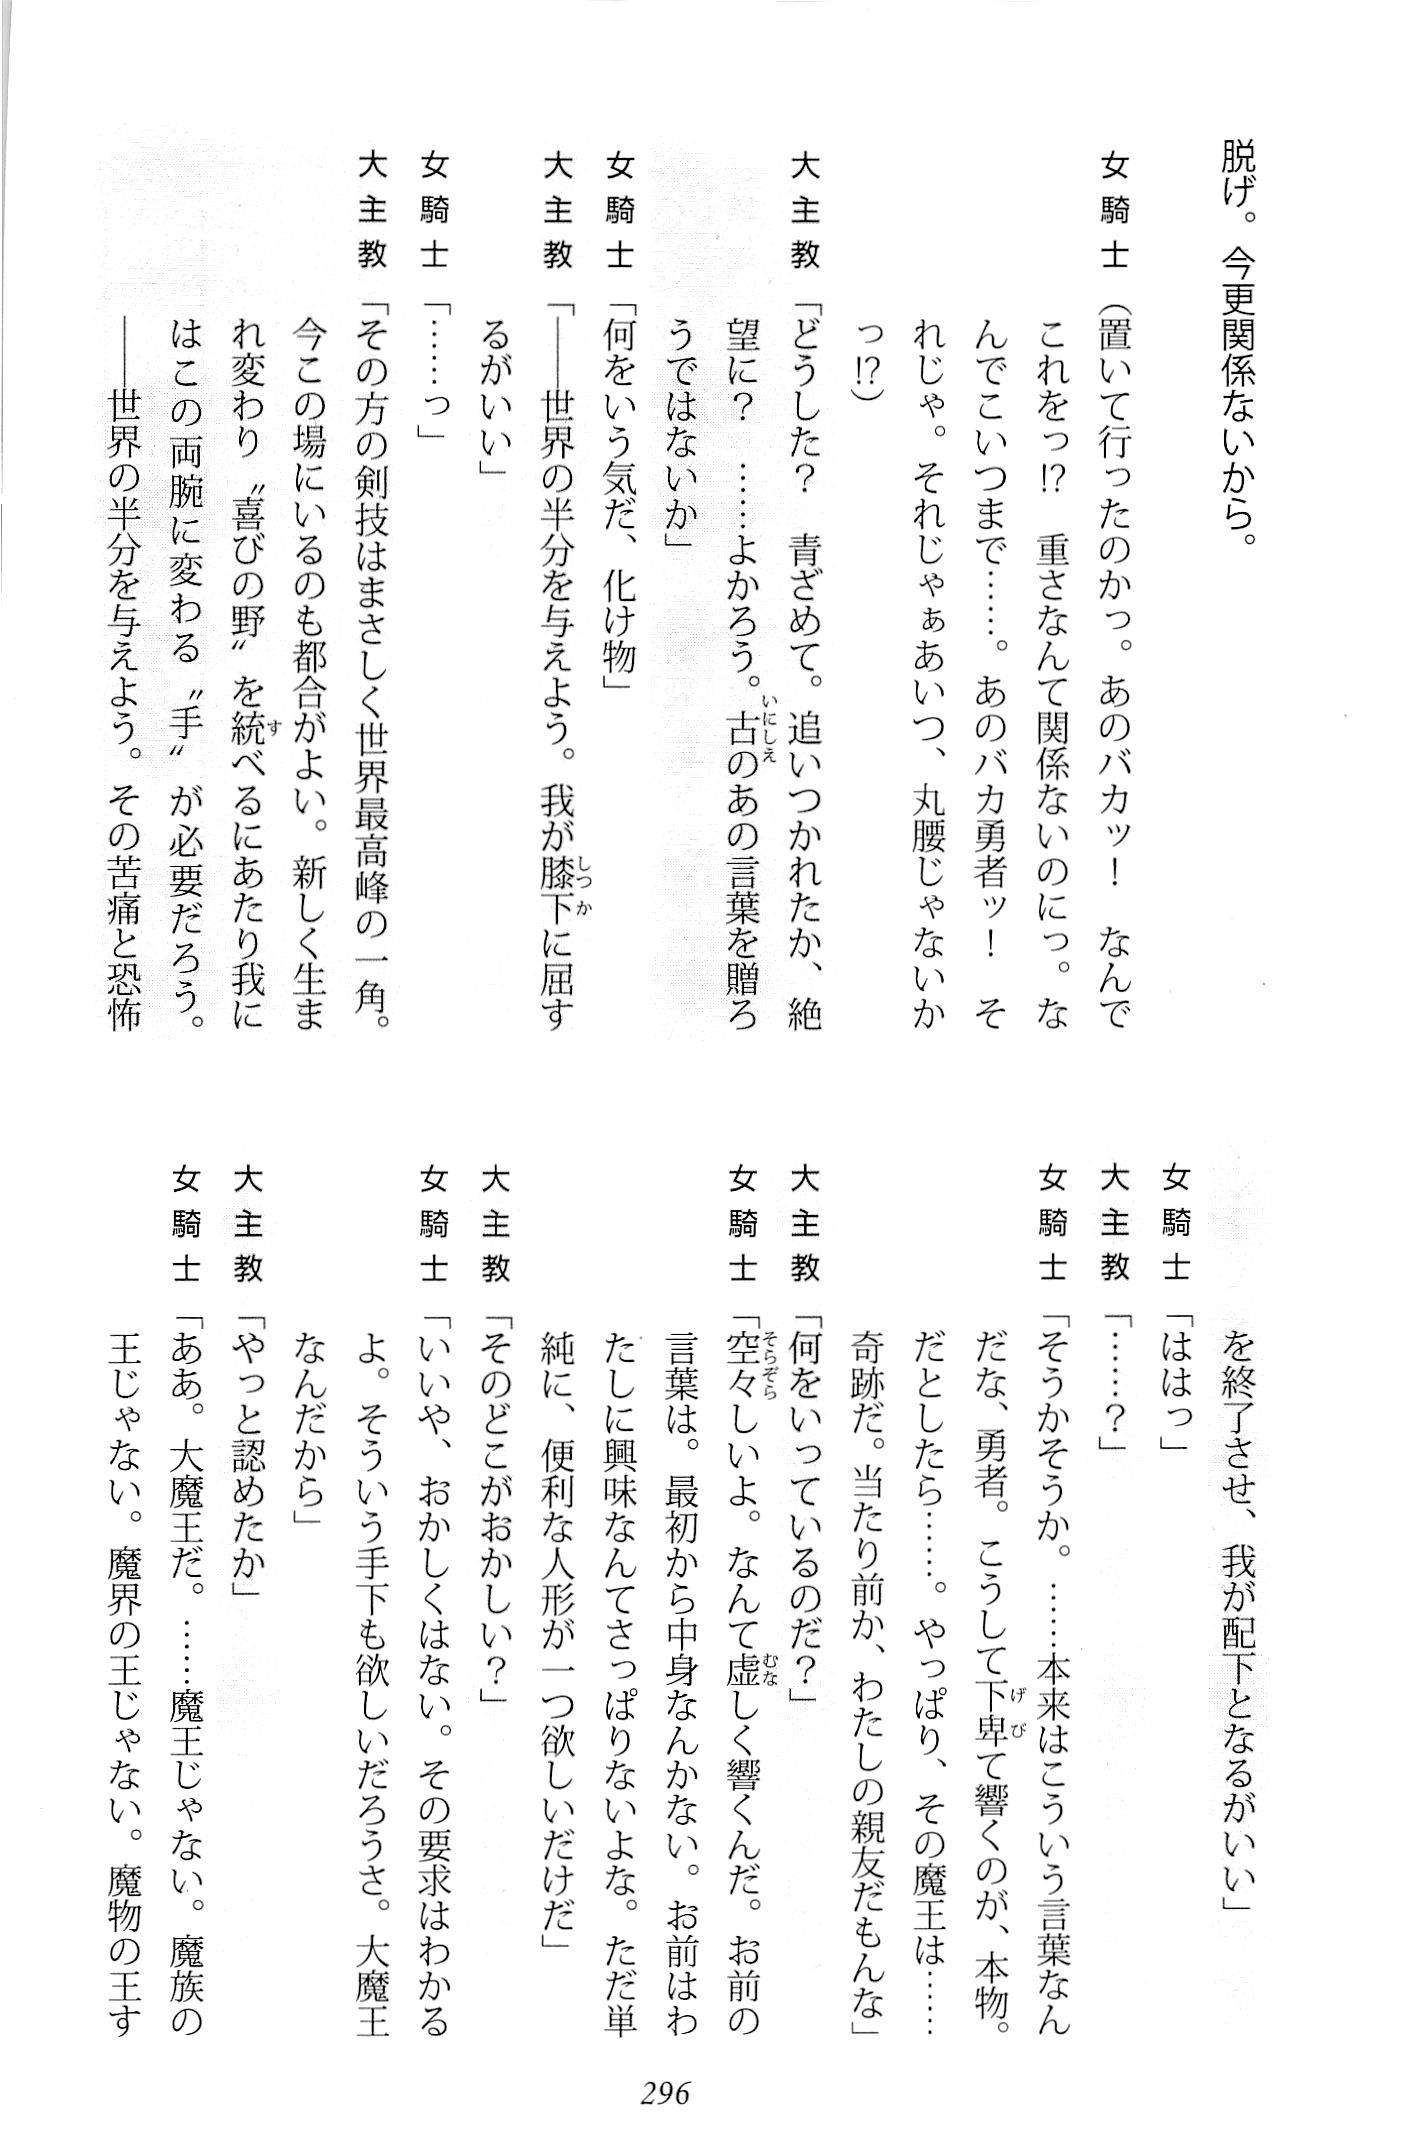 脱げ。今更関係ないから。
女騎士（置いて行ったのかっ。あのバカッ！　なんで
これをっ!?　重さなんて関係ないのにっ。な
んでこいつまで……。あのバカ勇者ッ！　そ
れじゃ。それじゃぁあいつ、丸腰じゃないか
っ!?）
大主教「どうした？　青ざめて。追いつかれたか、絶
望に？　……よかろう。古のあの言葉を贈ろ
うではないか」
女騎士「何をいう気だ、化け物」
大主教「――世界の半分を与えよう。我が膝下に屈す
るがいい」
女騎士「……っ」
大主教「その方の剣技はまさしく世界最高峰の一角。
今この場にいるのも都合がよい。新しく生ま
れ変わり〝喜びの野〟を統べるにあたり我に
はこの両腕に変わる〝手〟が必要だろう。
――世界の半分を与えよう。その苦痛と恐怖
を終了させ、我が配下となるがいい」
女騎士「ははっ」
大主教「……？」
女騎士「そうかそうか。……本来はこういう言葉なん
だな、勇者。こうして下卑て響くのが、本物。
だとしたら……。やっぱり、その魔王は……
奇跡だ。当たり前か、わたしの親友だもんな」
大主教「何をいっているのだ？」
女騎士「空々しいよ。なんて虚しく響くんだ。お前の
言葉は。最初から中身なんかない。お前はわ
たしに興味なんてさっぱりないよな。ただ単
純に、便利な人形が一つ欲しいだけだ」
大主教「そのどこがおかしい？」
女騎士「いいや、おかしくはない。その要求はわかる
よ。そういう手下も欲しいだろうさ。大魔王
なんだから」
大主教「やっと認めたか」
女騎士「ああ。大魔王だ。……魔王じゃない。魔族の
王じゃない。魔界の王じゃない。魔物の王す
296